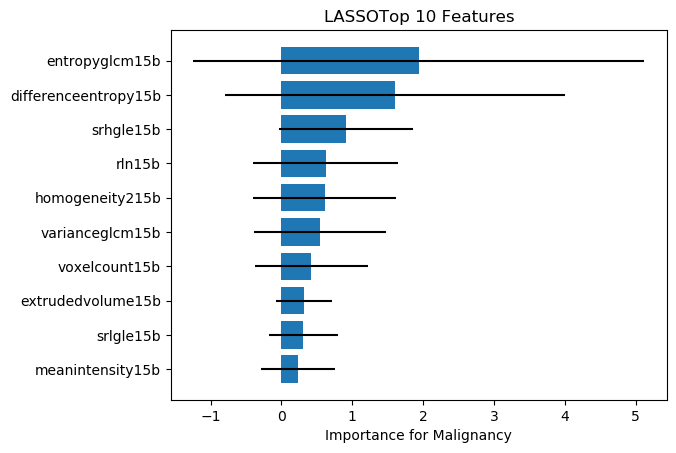 LASSOTop 10 Features
entropyglcm15b
differenceentropy15b
srhgle15b
rln15b
homogeneity215b
varianceglcm15b
voxelcount15b
extrudedvolume15b
srlgle15b
meanintensity15b
−1 0 1 2 3 4 5
Importance for Malignancy